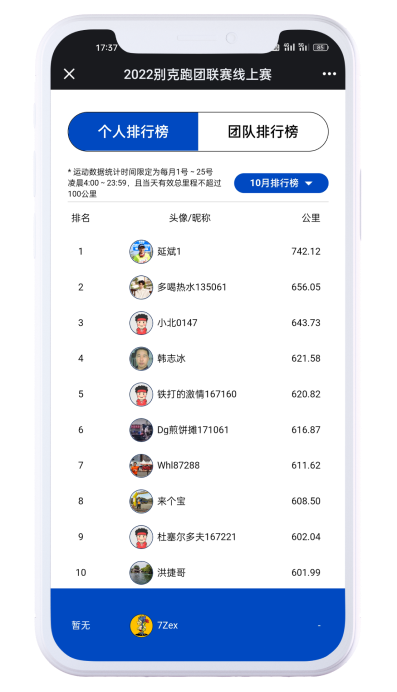 17:37
85
2022别克跑团联赛线上赛
个人排行榜 团队排行榜
* 运动数据统计时间限定为每月1号 ~ 25号
凌晨4:00 ~ 23:59，且当天有效总里程不超过
100公里
10月排行榜
排名 头像/昵称 公里
1 延斌1 742.12
2 多喝热水135061 656.05
3 小北0147 643.73
4 韩志冰 621.58
5 铁打的激情167160 620.82
6 Dg煎饼摊171061 616.87
7 Whl87288 611.62
8 来个宝 608.50
9 杜塞尔多夫167221 602.04
10 洪捷哥 601.99
暂无 7Zex -